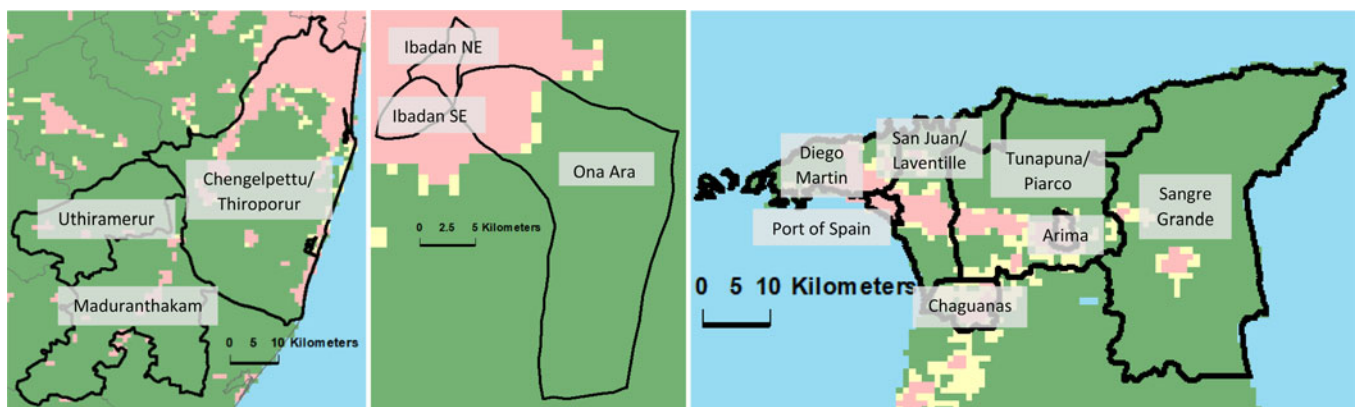 Chengelpettu/
Thiroporur
Uthiramerur
Maduranthakam
0 5 10
Kilometers
Ibadan NE
Ibadan SE
Ona Ara
0 2.5 5 Kilometers
Diego
Martin
San Juan/
Laventille
Tunapuna/
Piarco
Sangre
Grande
Port of Spain
Arima
Chaguanas
0 5 10 Kilometers